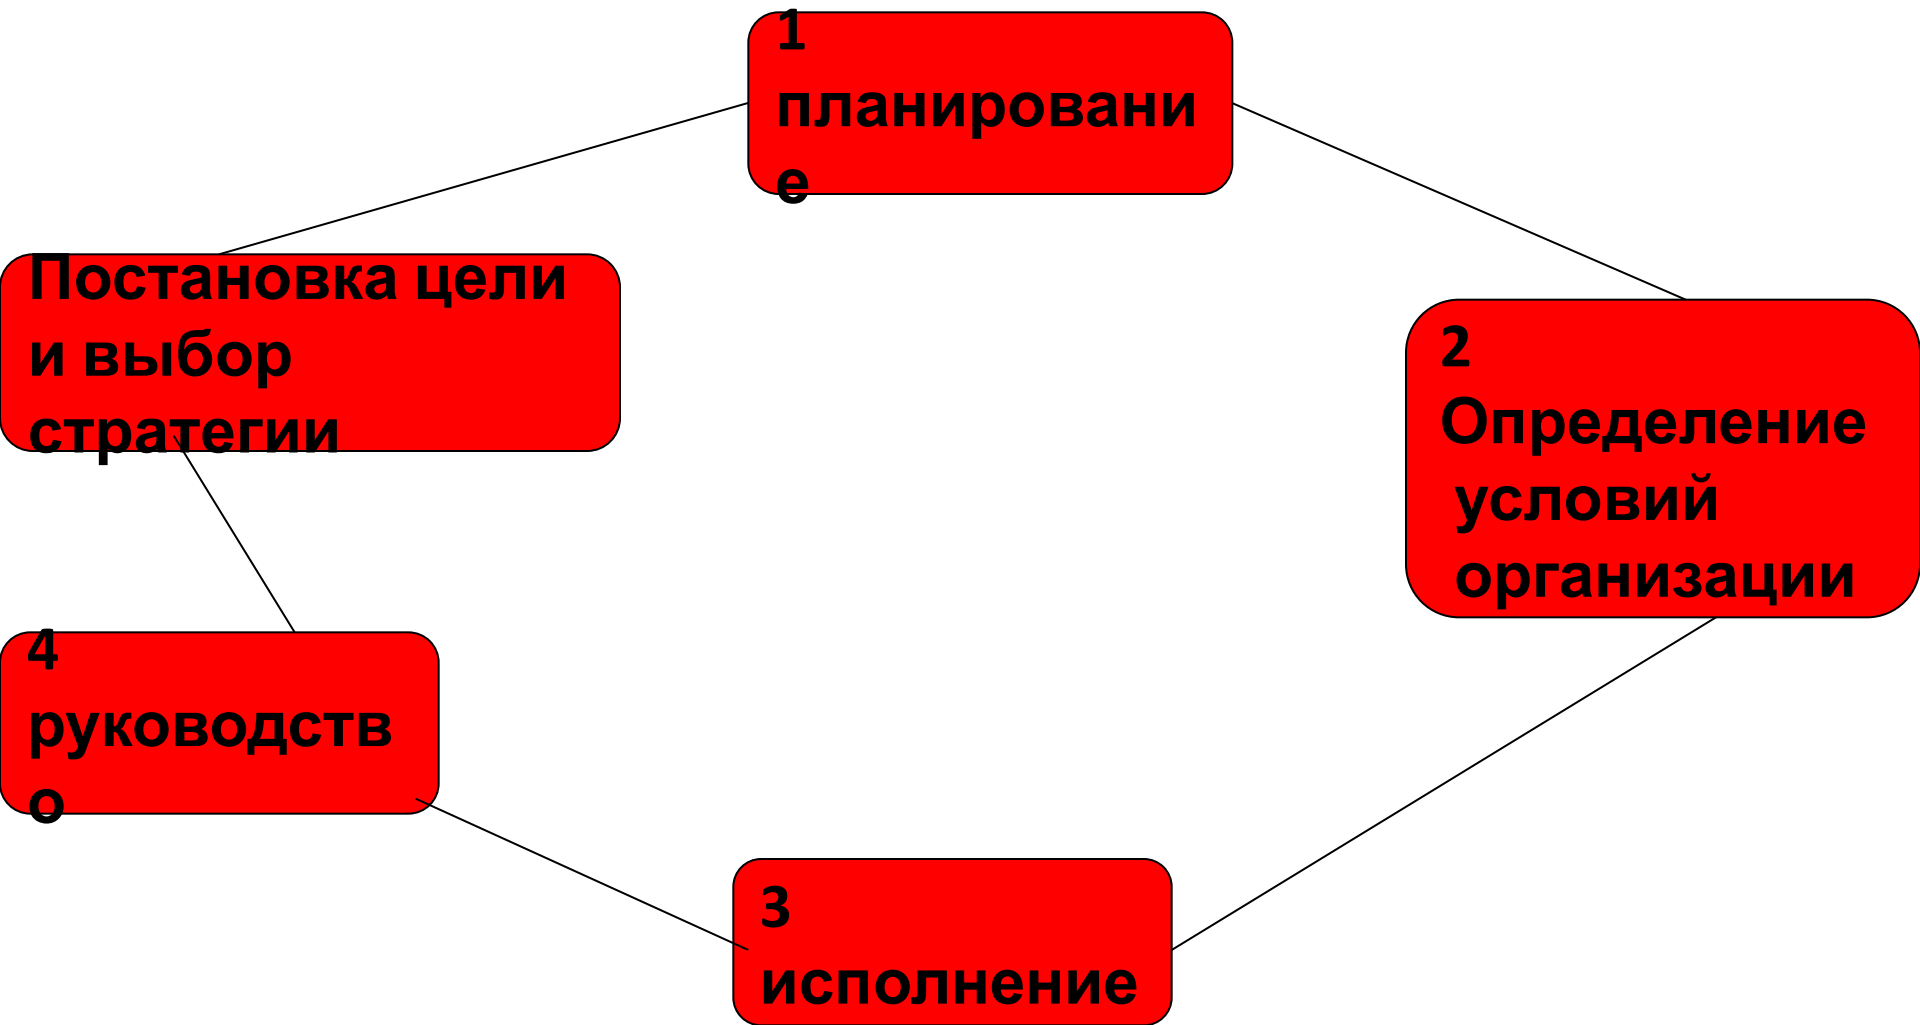 1
планировани
е
Постановка цели
и выбор
стратегии
2
Определение
условий
организации
4
руководств
о
3
исполнение